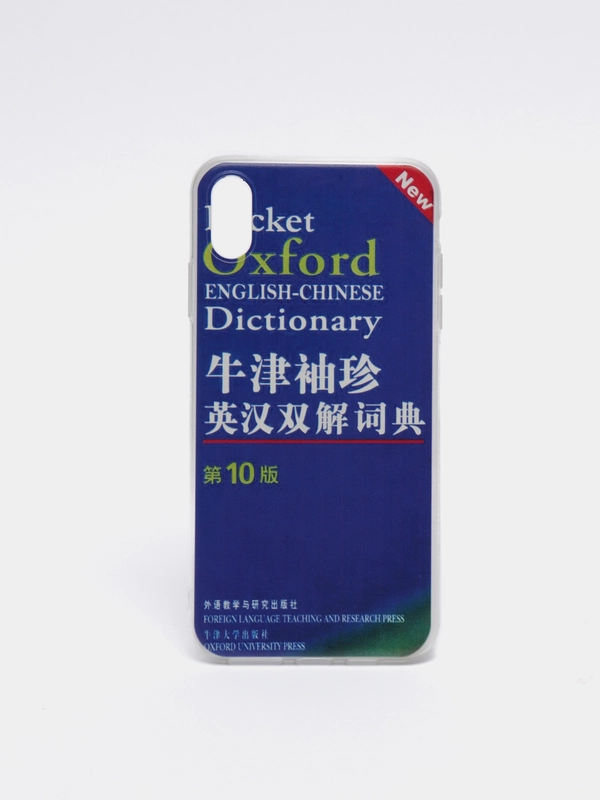 New
Pocket
Oxford
ENGLISH-CHINESE
Dictionary
牛津袖珍
英汉双解词典
第10版
外语教学与研究出版社
FOREIGN LANGUAGE TEACHING AND RESEARCH PRESS
牛津大学出版社
OXFORD UNIVERSITY PRESS